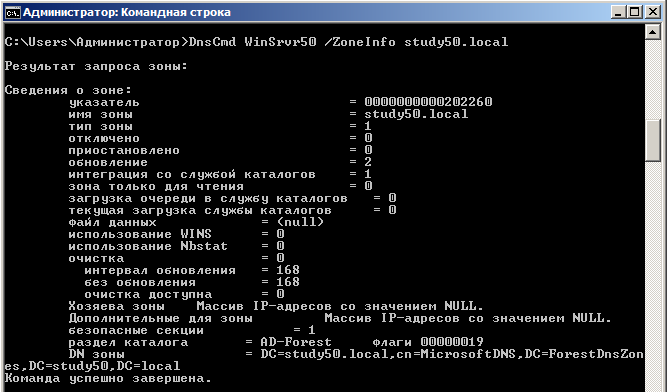 Администратор: Командная строка
C:\Users\Администратор>DnsCmd WinSrvr50 /ZoneInfo study50.local
Результат запроса зоны:
Сведения о зоне:
указатель = 0000000000202260
имя зоны = study50.local
тип зоны = 1
отключено = 0
приостановлено = 0
обновление = 2
интеграция со службой каталогов = 1
зона только для чтения = 0
загрузка очереди в службу каталогов = 0
текущая загрузка службы каталогов = 0
файл данных = (null)
использование WINS = 0
использование Nbstat = 0
очистка = 0
интервал обновления = 168
без обновления = 168
очистка доступна = 0
Хозяева зоны Массив IP-адресов со значением NULL.
Дополнительные для зоны Массив IP-адресов со значением NULL.
безопасные секции = 1
раздел каталога = AD-Forest флаги 00000019
DN зоны = DC=study50.local,cn=MicrosoftDNS,DC=ForestDnsZon
es,DC=study50,DC=local
Команда успешно завершена.